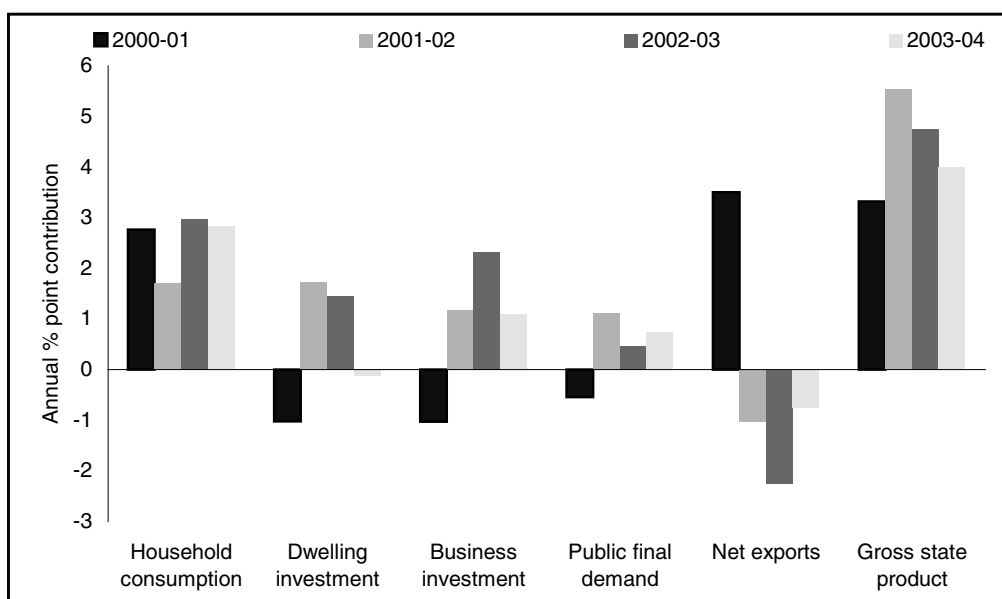 2000-01 2001-02 2002-03 2003-04
6
5
4
3
2
1
0
-1
-2
-3
Annual % point contribution
Household Dwelling Business Public final Net exports Gross state
consumption investment investment demand product